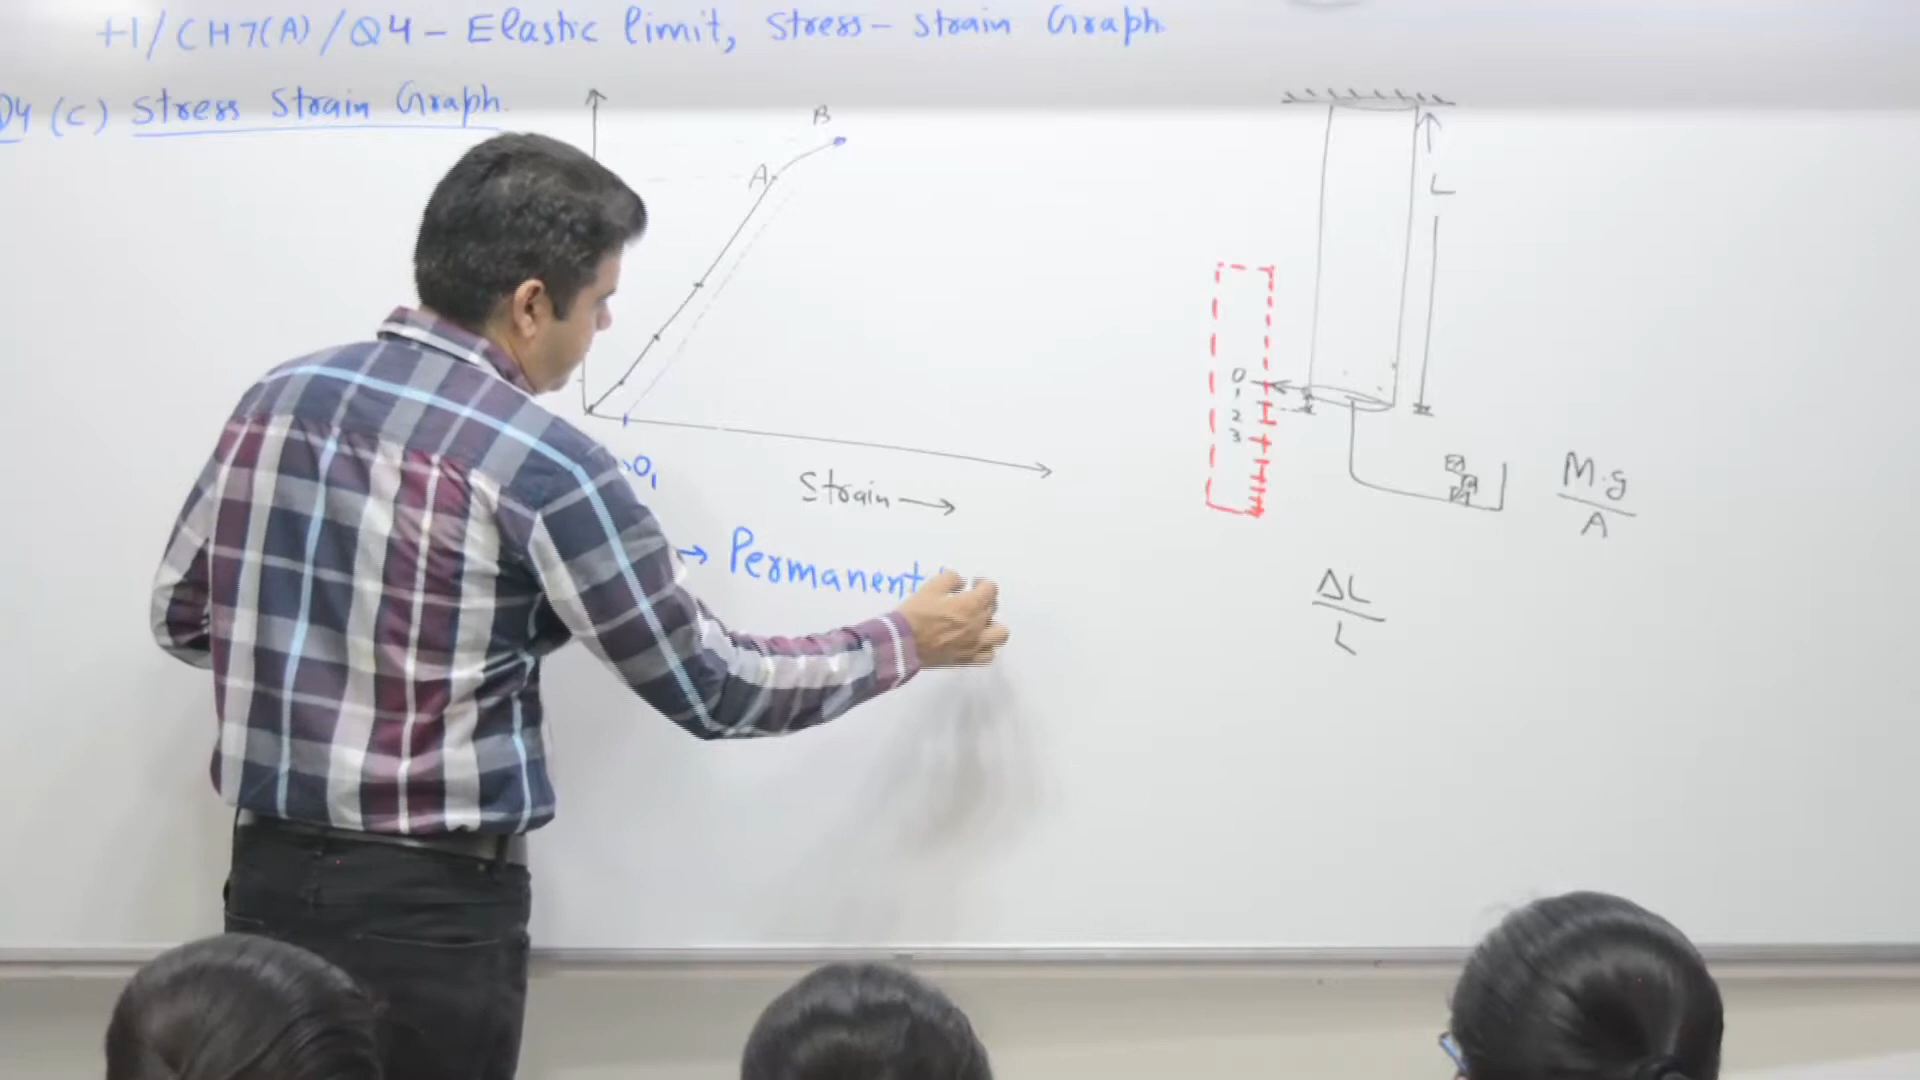 +1/CH7(A)/Q4 - Elastic limit, Stress - Strain Graph
(C) Stress Strain Graph
B
A
L
0
1
2
3
O1
Strain →
M.g
A
→ Permanent
ΔL
L